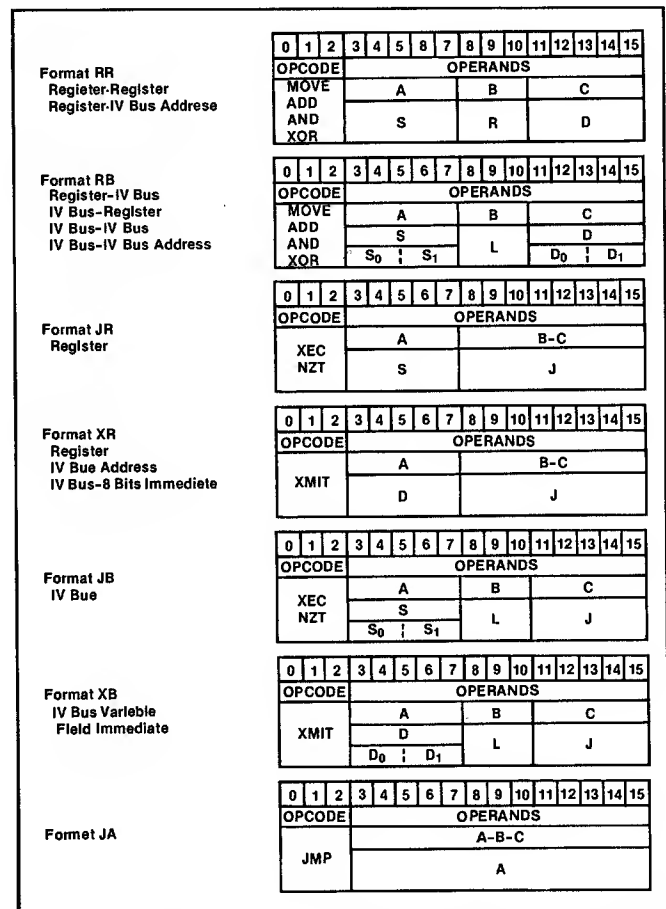 Format RR
Regieter-Register
Register-IV Bus Addrese
0 1 2 3 4 5 8 7 8 9 10 11 12 13 14 15
OPCODE OPERANDS
MOVE
ADD
AND
XOR
A B C
S R D
Format RB
Register-IV Bus
IV Bus-Register
IV Bus-IV Bus
IV Bus-IV Bus Address
0 1 2 3 4 5 6 7 8 9 10 11 12 13 14 15
OPCODE OPERANDS
MOVE
ADD
AND
XOR
A B C
S L D
S0 S1 D0 D1
Format JR
Register
0 1 2 3 4 5 6 7 8 9 10 11 12 13 14 15
OPCODE OPERANDS
XEC
NZT
A B-C
S J
Format XR
Register
IV Bue Address
IV Bus-8 Bits Immediete
0 1 2 3 4 5 6 7 8 9 10 11 12 13 14 15
OPCODE OPERANDS
XMIT
A B-C
D J
Format JB
IV Bue
0 1 2 3 4 5 6 7 8 9 10 11 12 13 14 15
OPCODE OPERANDS
XEC
NZT
A B C
S L J
S0 S1
Format XB
IV Bus Varieble
Field Immediate
0 1 2 3 4 5 6 7 8 9 10 11 12 13 14 15
OPCODE OPERANDS
XMIT
A B C
D L J
D0 D1
Formet JA
0 1 2 3 4 5 6 7 8 9 10 11 12 13 14 15
OPCODE OPERANDS
JMP
A-B-C
A